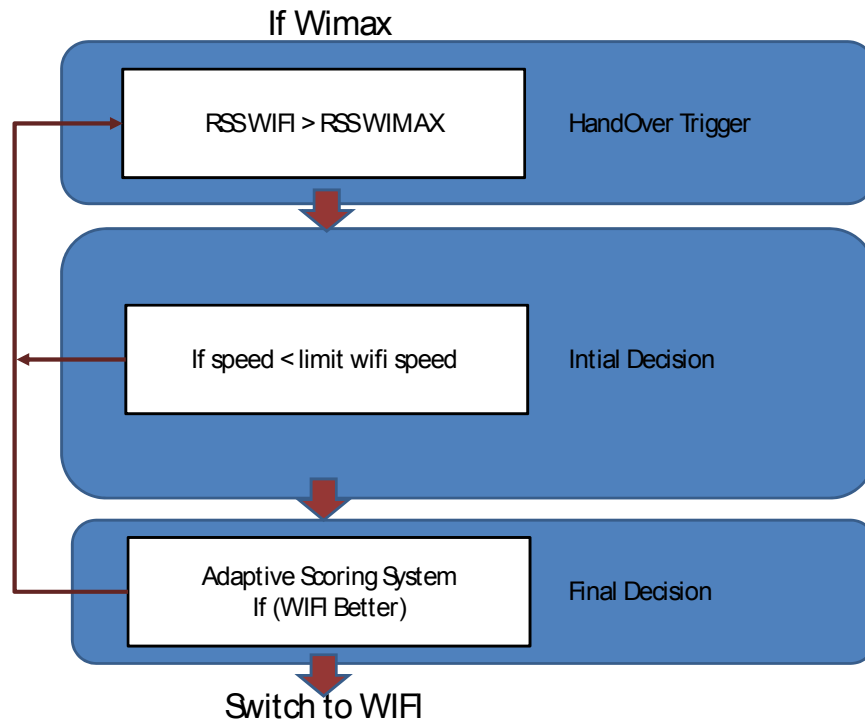 If Wimax
RSS WIFI > RSS WIMAX
HandOver Trigger
If speed < limit wifi speed
Intial Decision
Adaptive Scoring System
If (WIFI Better)
Final Decision
Switch to WIFI